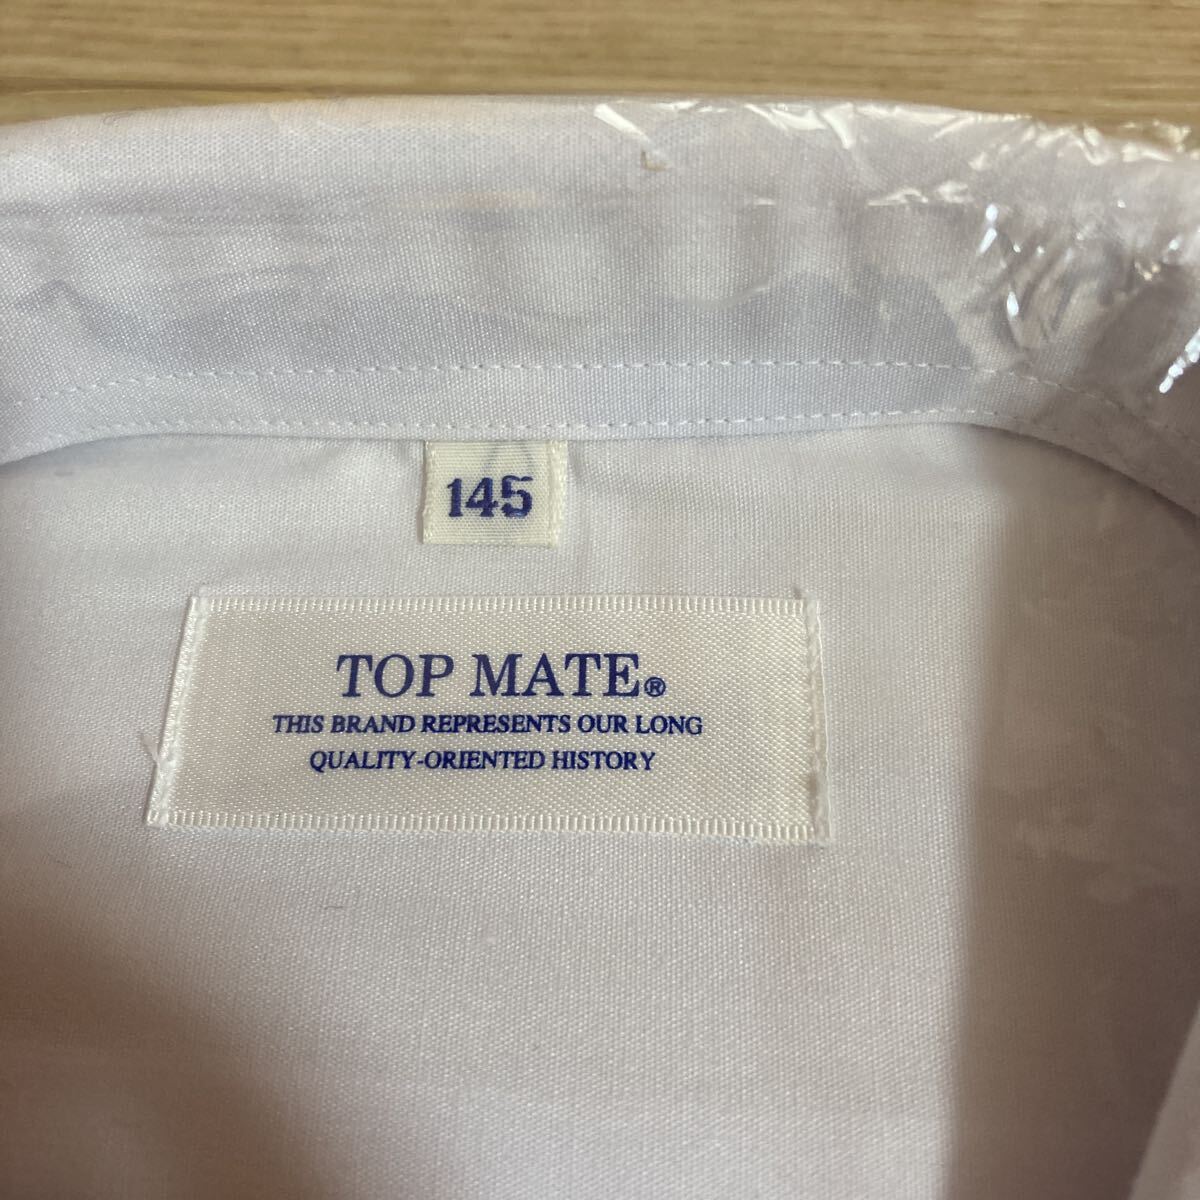 145
TOP MATE®
THIS BRAND REPRESENTS OUR LONG
QUALITY-ORIENTED HISTORY